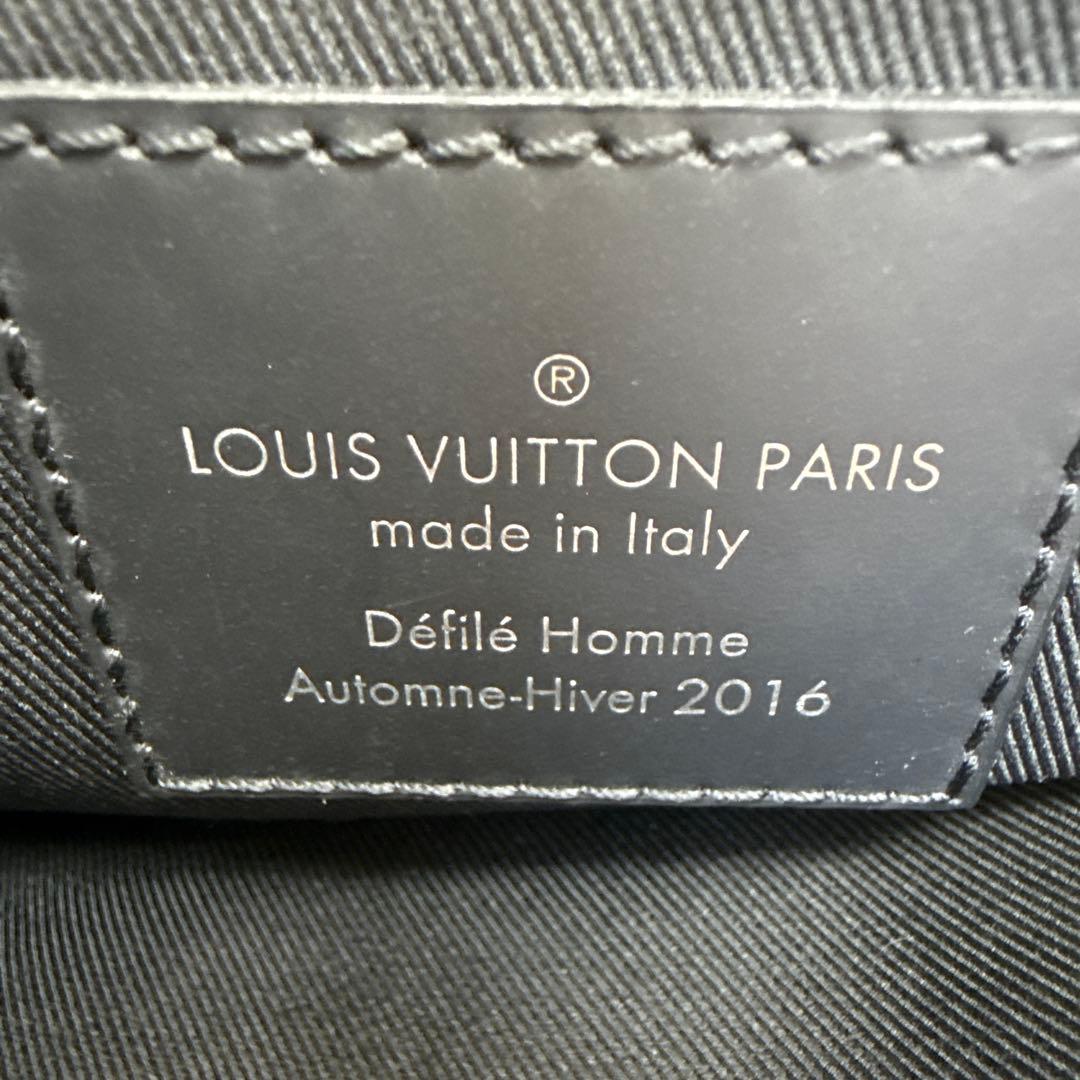 ®
LOUIS VUITTON PARIS
made in Italy
Défilé Homme
Automne-Hiver 2016